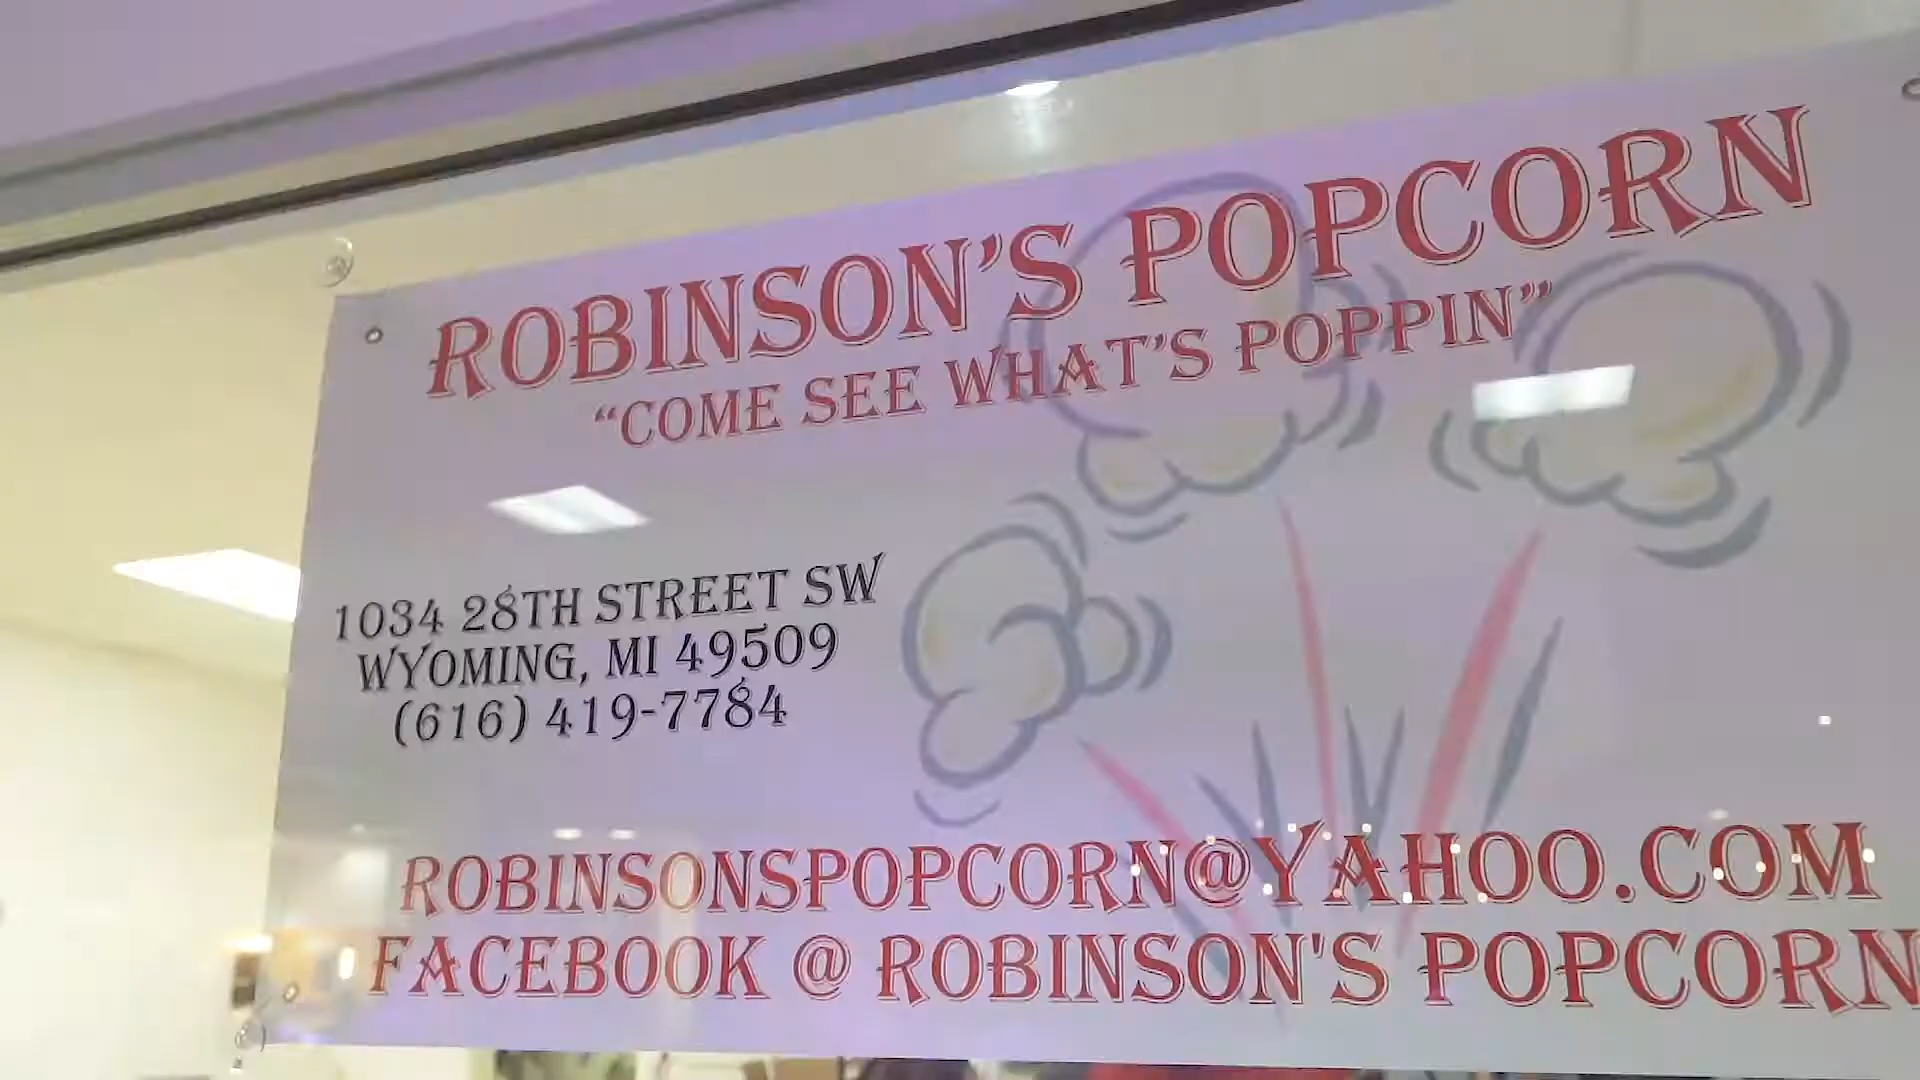 ROBINSON'S POPCORN
"COME SEE WHAT'S POPPIN"
1034 28TH STREET SW
WYOMING, MI 49509
(616) 419-7784
ROBINSONSPOPCORN@YAHOO.COM
FACEBOOK @ ROBINSON'S POPCORN